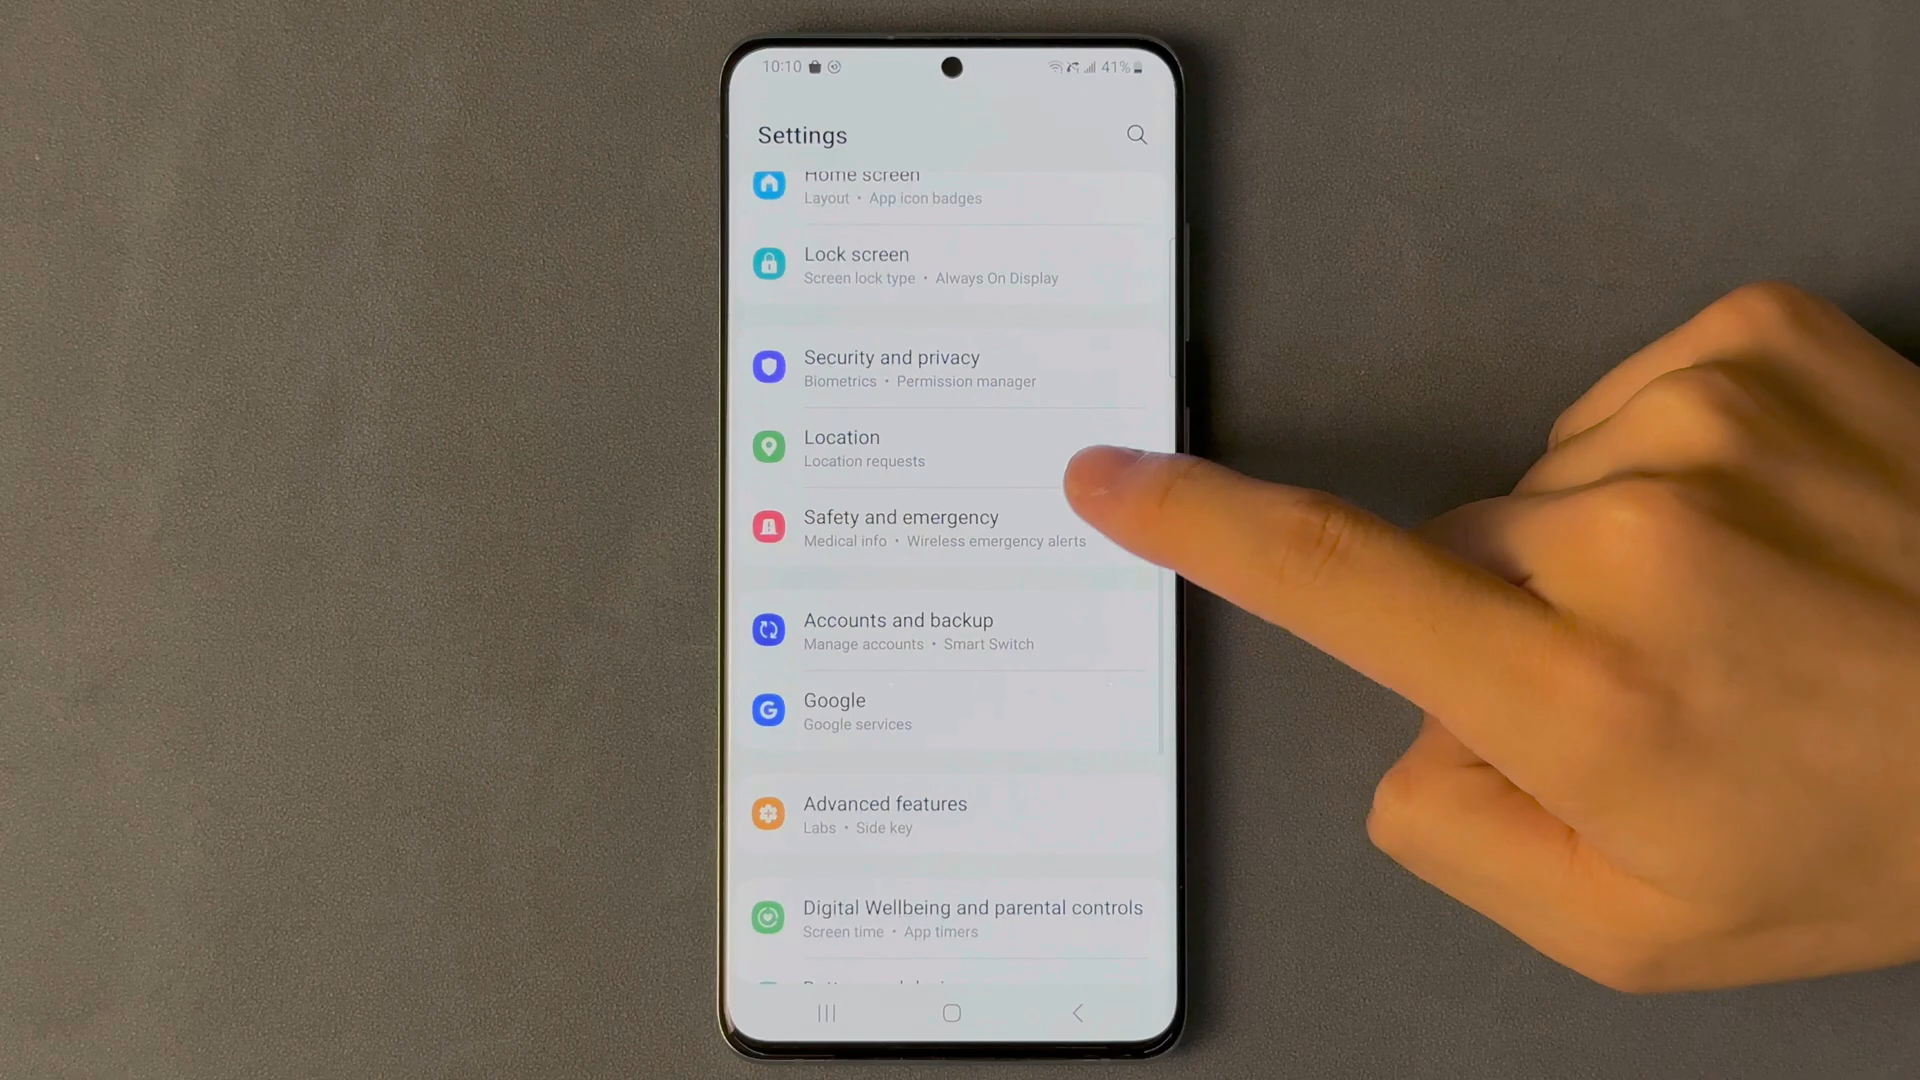 10:10
41%
Settings
Home screen
Layout • App icon badges
Lock screen
Screen lock type • Always On Display
Security and privacy
Biometrics • Permission manager
Location
Location requests
Safety and emergency
Medical info • Wireless emergency alerts
Accounts and backup
Manage accounts • Smart Switch
G
Google
Google services
Advanced features
Labs • Side key
Digital Wellbeing and parental controls
Screen time • App timers